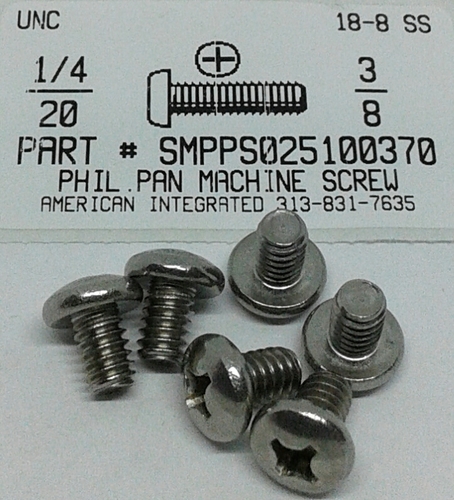 UNC 18-8 SS
1/4 3
20 8
PART # SMPPS025100370
PHIL.PAN MACHINE SCREW
AMERICAN INTEGRATED 313-831-7635